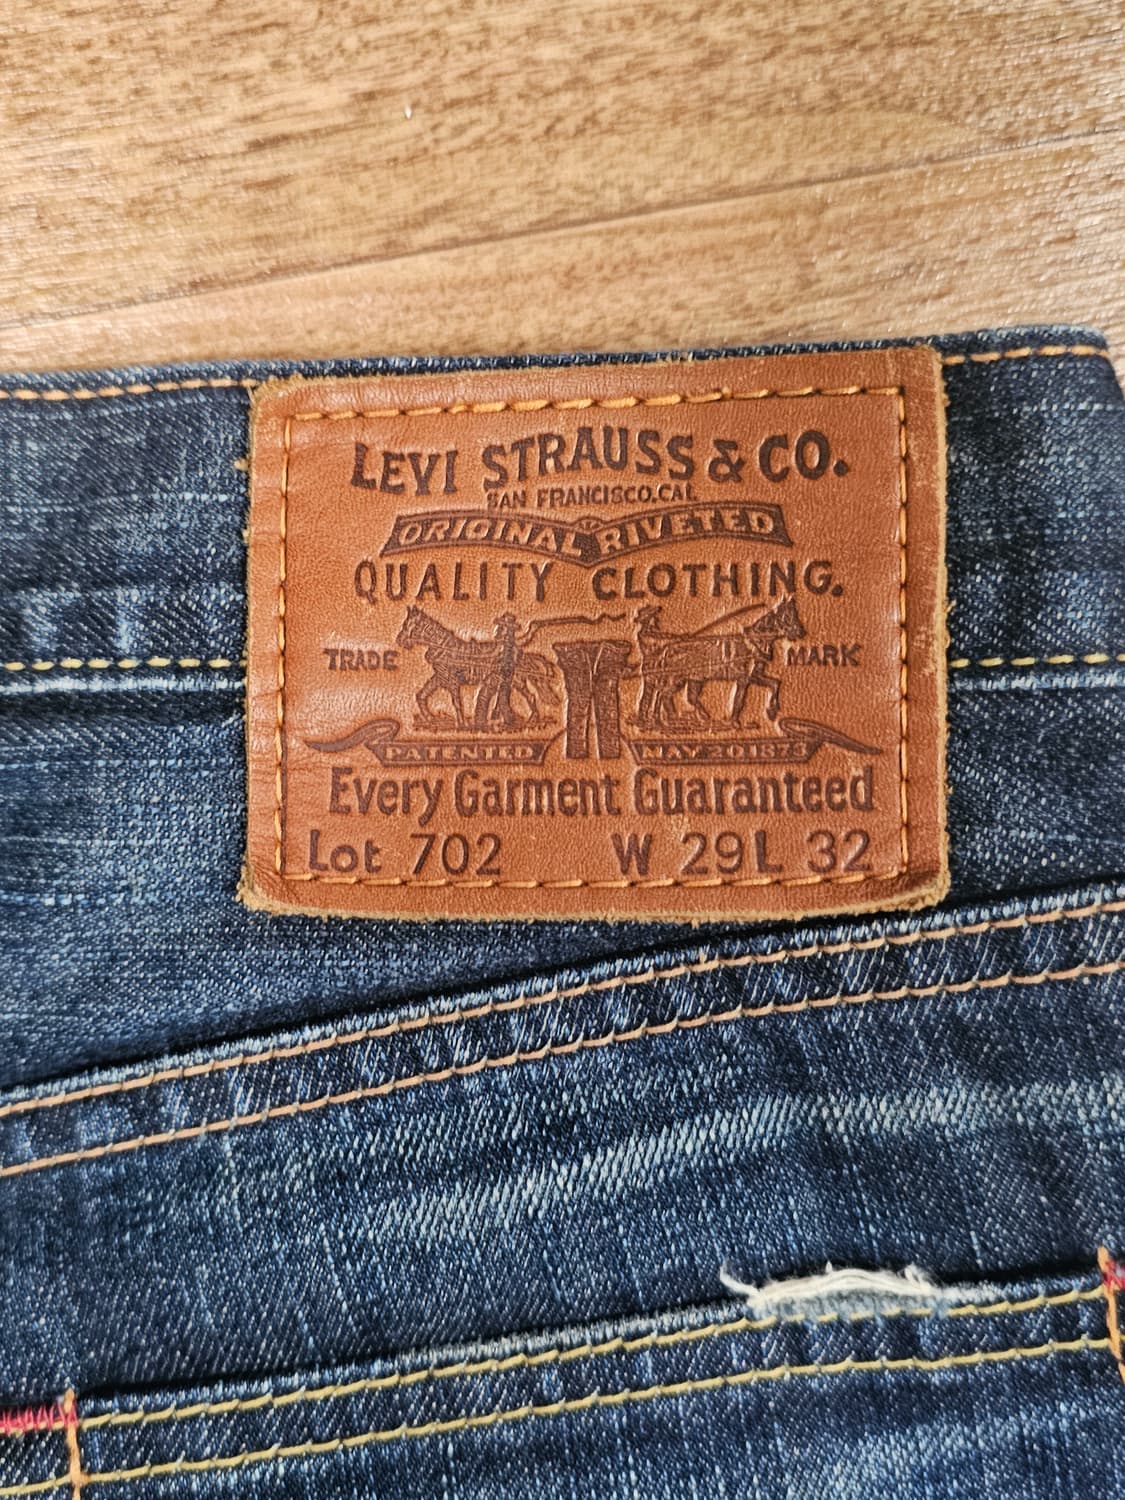 LEVI STRAUSS & CO.
SAN FRANCISCO, CAL
ORIGINAL RIVETED
QUALITY CLOTHING.
TRADE MARK
PATENTED MAY 20 1873
Every Garment Guaranteed
Lot 702 W 29 L 32